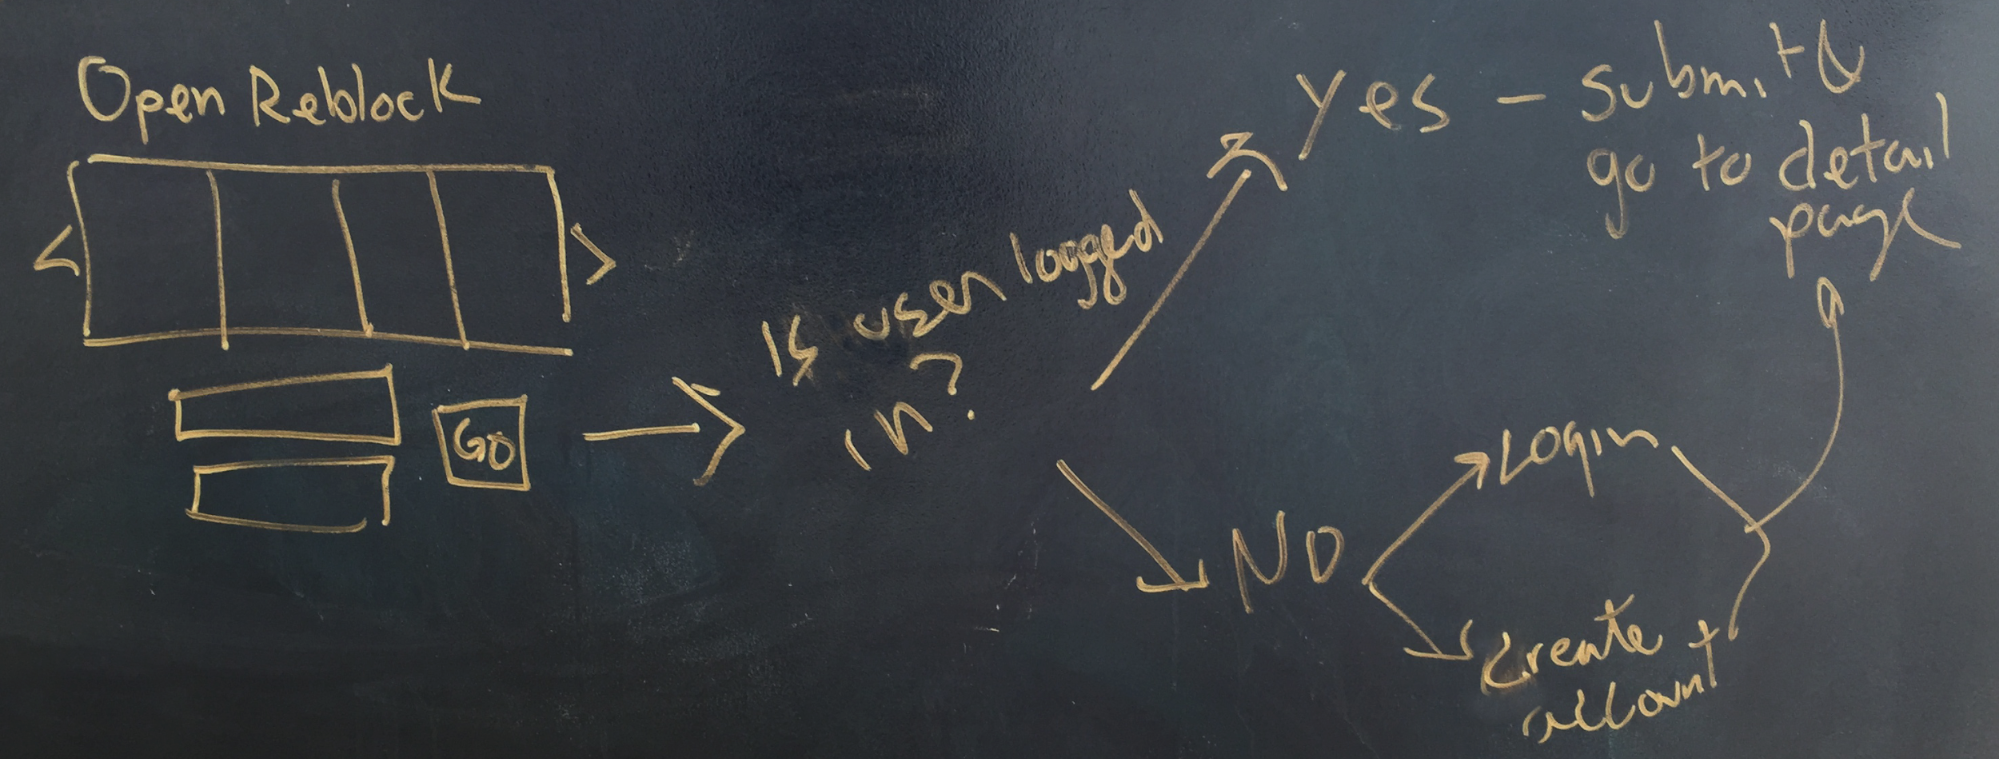 Open Reblock
GO
Is user logged
in?
Yes - submit &
go to detail
page
NO
Login
Create
account